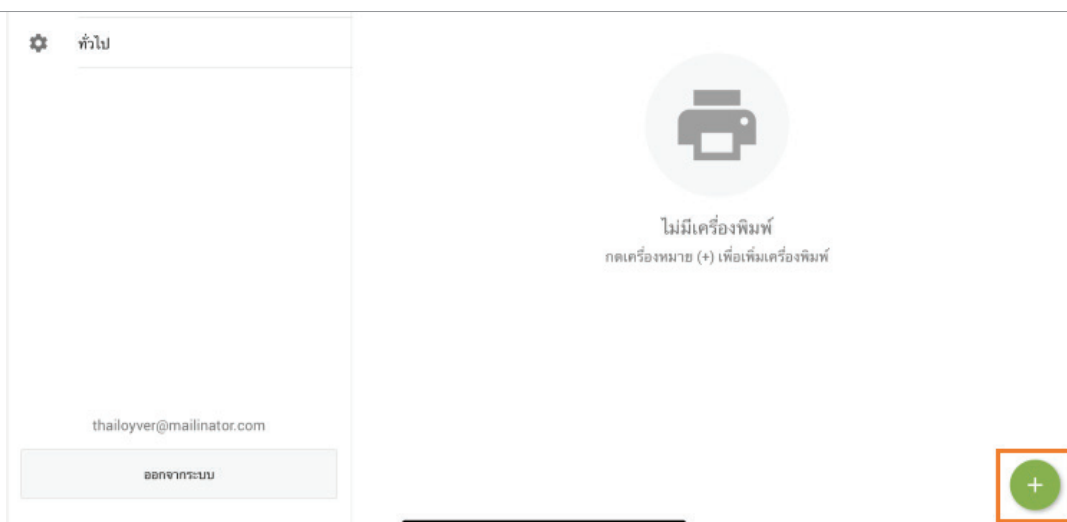 ทั่วไป
ไม่มีเครื่องพิมพ์
กดเครื่องหมาย (+) เพื่อเพิ่มเครื่องพิมพ์
thailoyver@mailinator.com
ออกจากระบบ
+